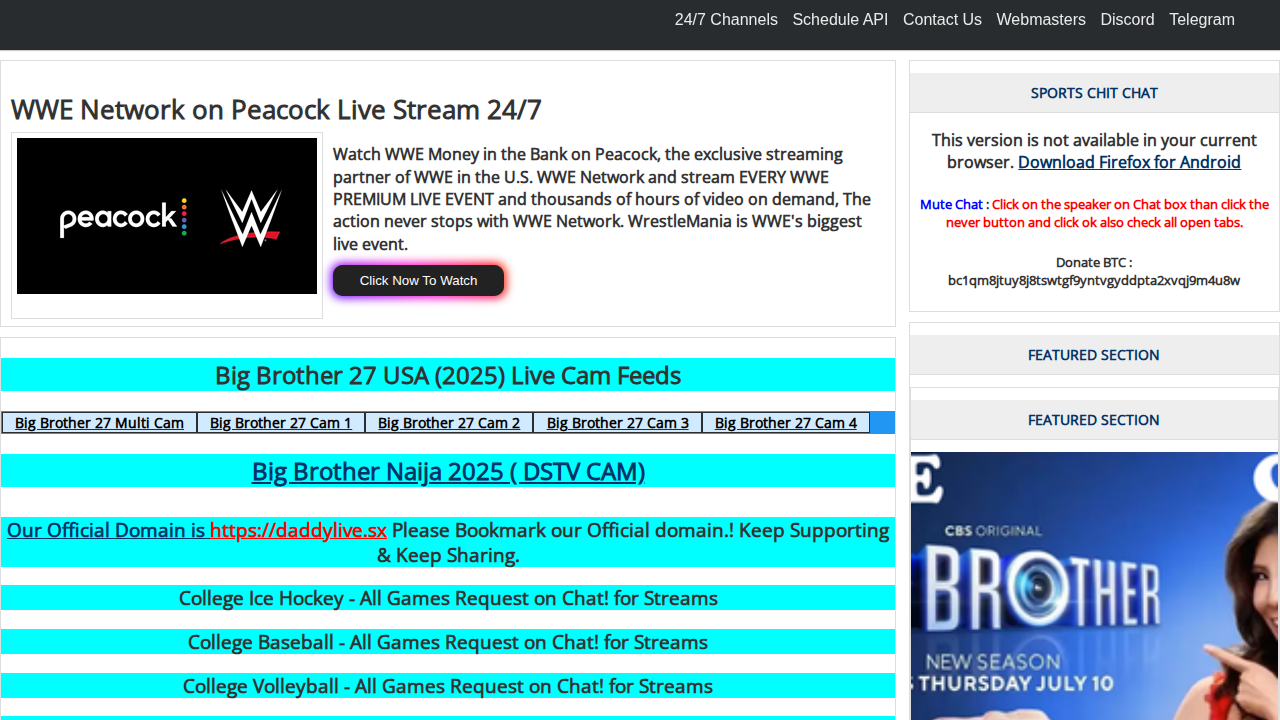 24/7 Channels Schedule API Contact Us Webmasters Discord Telegram
WWE Network on Peacock Live Stream 24/7
peacock W
Watch WWE Money in the Bank on Peacock, the exclusive streaming
partner of WWE in the U.S. WWE Network and stream EVERY WWE
PREMIUM LIVE EVENT and thousands of hours of video on demand, The
action never stops with WWE Network. WrestleMania is WWE's biggest
live event.
Click Now To Watch
Big Brother 27 USA (2025) Live Cam Feeds
Big Brother 27 Multi Cam Big Brother 27 Cam 1 Big Brother 27 Cam 2 Big Brother 27 Cam 3 Big Brother 27 Cam 4
Big Brother Naija 2025 ( DSTV CAM)
Our Official Domain is https://daddylive.sx Please Bookmark our Official domain.! Keep Supporting
& Keep Sharing.
College Ice Hockey - All Games Request on Chat! for Streams
College Baseball - All Games Request on Chat! for Streams
College Volleyball - All Games Request on Chat! for Streams
SPORTS CHIT CHAT
This version is not available in your current
browser. Download Firefox for Android
Mute Chat : Click on the speaker on Chat box than click the
never button and click ok also check all open tabs.
Donate BTC :
bc1qm8jtuy8j8tswtgf9yntvgyddpta2xvqj9m4u8w
FEATURED SECTION
FEATURED SECTION
CBS ORIGINAL
BROTHER
NEW SEASON
S THURSDAY JULY 10